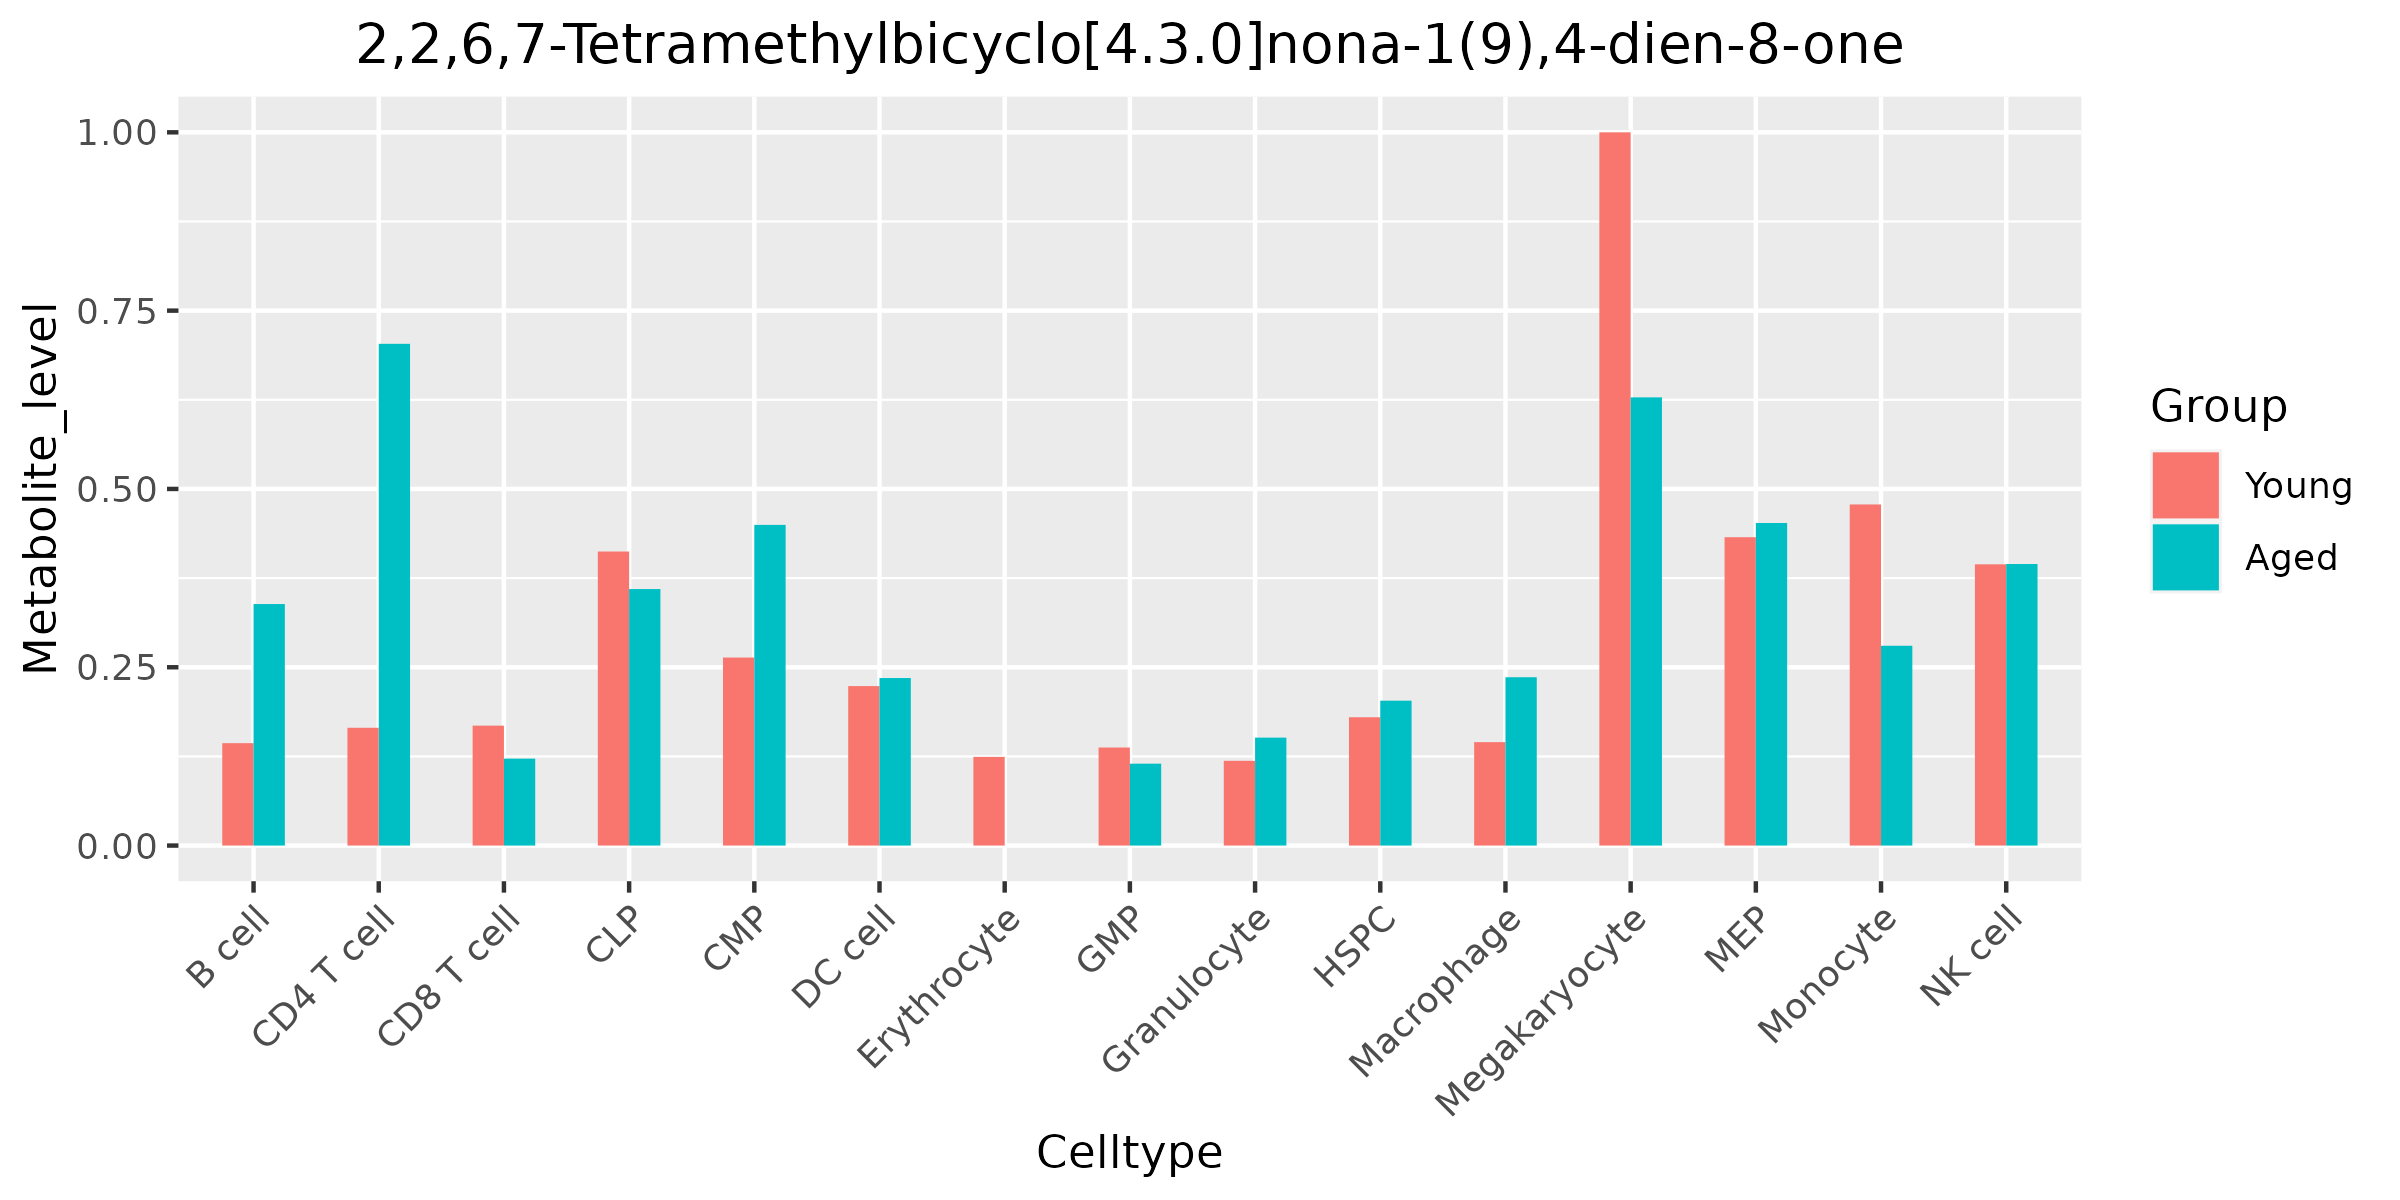 2,2,6,7-Tetramethylbicyclo[4.3.0]nona-1(9),4-dien-8-one
Metabolite_level
1.00
0.75
0.50
0.25
0.00
B cell
CD4 T cell
CD8 T cell
CLP
CMP
DC cell
Erythrocyte
GMP
Granulocyte
HSPC
Macrophage
Megakaryocyte
MEP
Monocyte
NK cell
Celltype
Group
Young
Aged